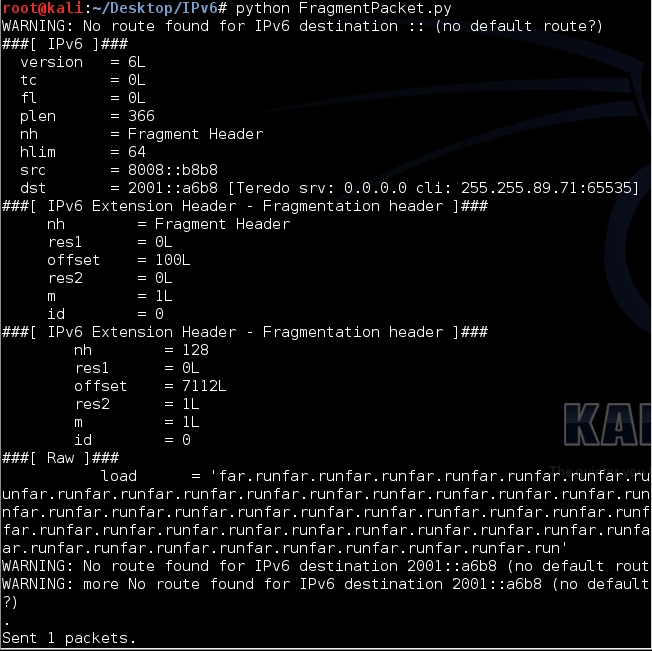 root@kali:~/Desktop/IPv6# python FragmentPacket.py
WARNING: No route found for IPv6 destination :: (no default route?)
###[ IPv6 ]###
version = 6L
tc = 0L
fl = 0L
plen = 366
nh = Fragment Header
hlim = 64
src = 8008::b8b8
dst = 2001::a6b8 [Teredo srv: 0.0.0.0 cli: 255.255.89.71:65535]
###[ IPv6 Extension Header - Fragmentation header ]###
nh = Fragment Header
res1 = 0L
offset = 100L
res2 = 0L
m = 1L
id = 0
###[ IPv6 Extension Header - Fragmentation header ]###
nh = 128
res1 = 0L
offset = 7112L
res2 = 1L
m = 1L
id = 0
KAL
###[ Raw ]###
The quieter you
load = 'far.runfar.runfar.runfar.runfar.runfar.runfar.ru
unfar.runfar.runfar.runfar.runfar.runfar.runfar.runfar.runfar.runfar.run
nfar.runfar.runfar.runfar.runfar.runfar.runfar.runfar.runfar.runfar.runf
far.runfar.runfar.runfar.runfar.runfar.runfar.runfar.runfar.runfar.runfa
ar.runfar.runfar.runfar.runfar.runfar.runfar.runfar.run'
WARNING: No route found for IPv6 destination 2001::a6b8 (no default rout
WARNING: more No route found for IPv6 destination 2001::a6b8 (no default
?)
.
Sent 1 packets.